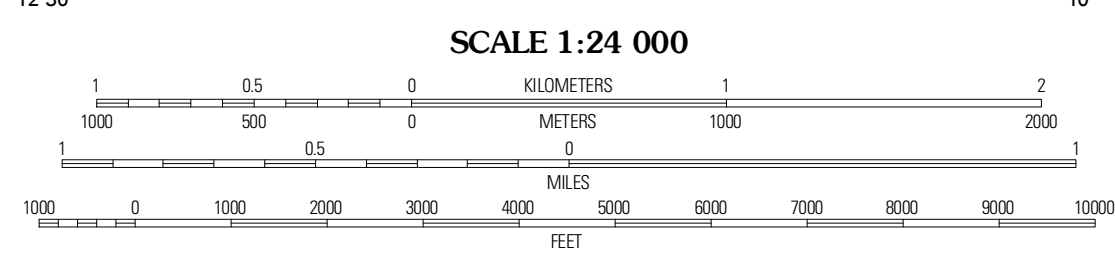 SCALE 1:24 000
1 0.5 0 KILOMETERS 1 2
1000 500 0 METERS 1000 2000
1 0.5 0 1
MILES
1000 0 1000 2000 3000 4000 5000 6000 7000 8000 9000 10000
FEET